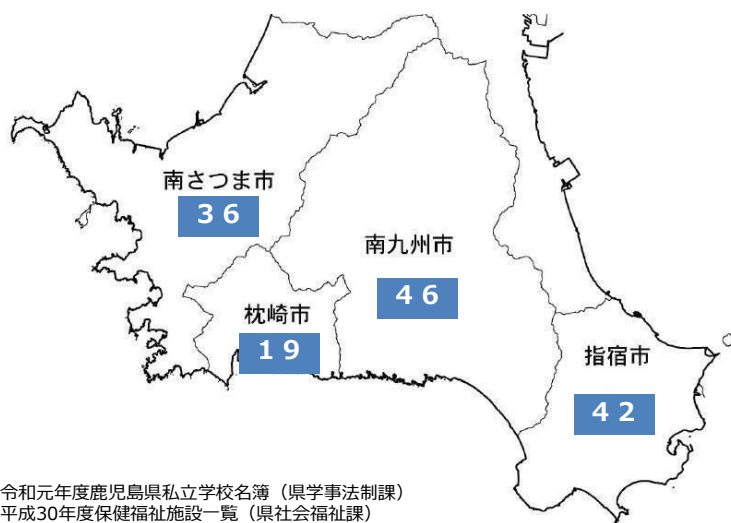 南さつま市
３６
南九州市
４６
枕崎市
１９
指宿市
４２
令和元年度鹿児島県私立学校名簿（県学事法制課）
平成30年度保健福祉施設一覧（県社会福祉課）